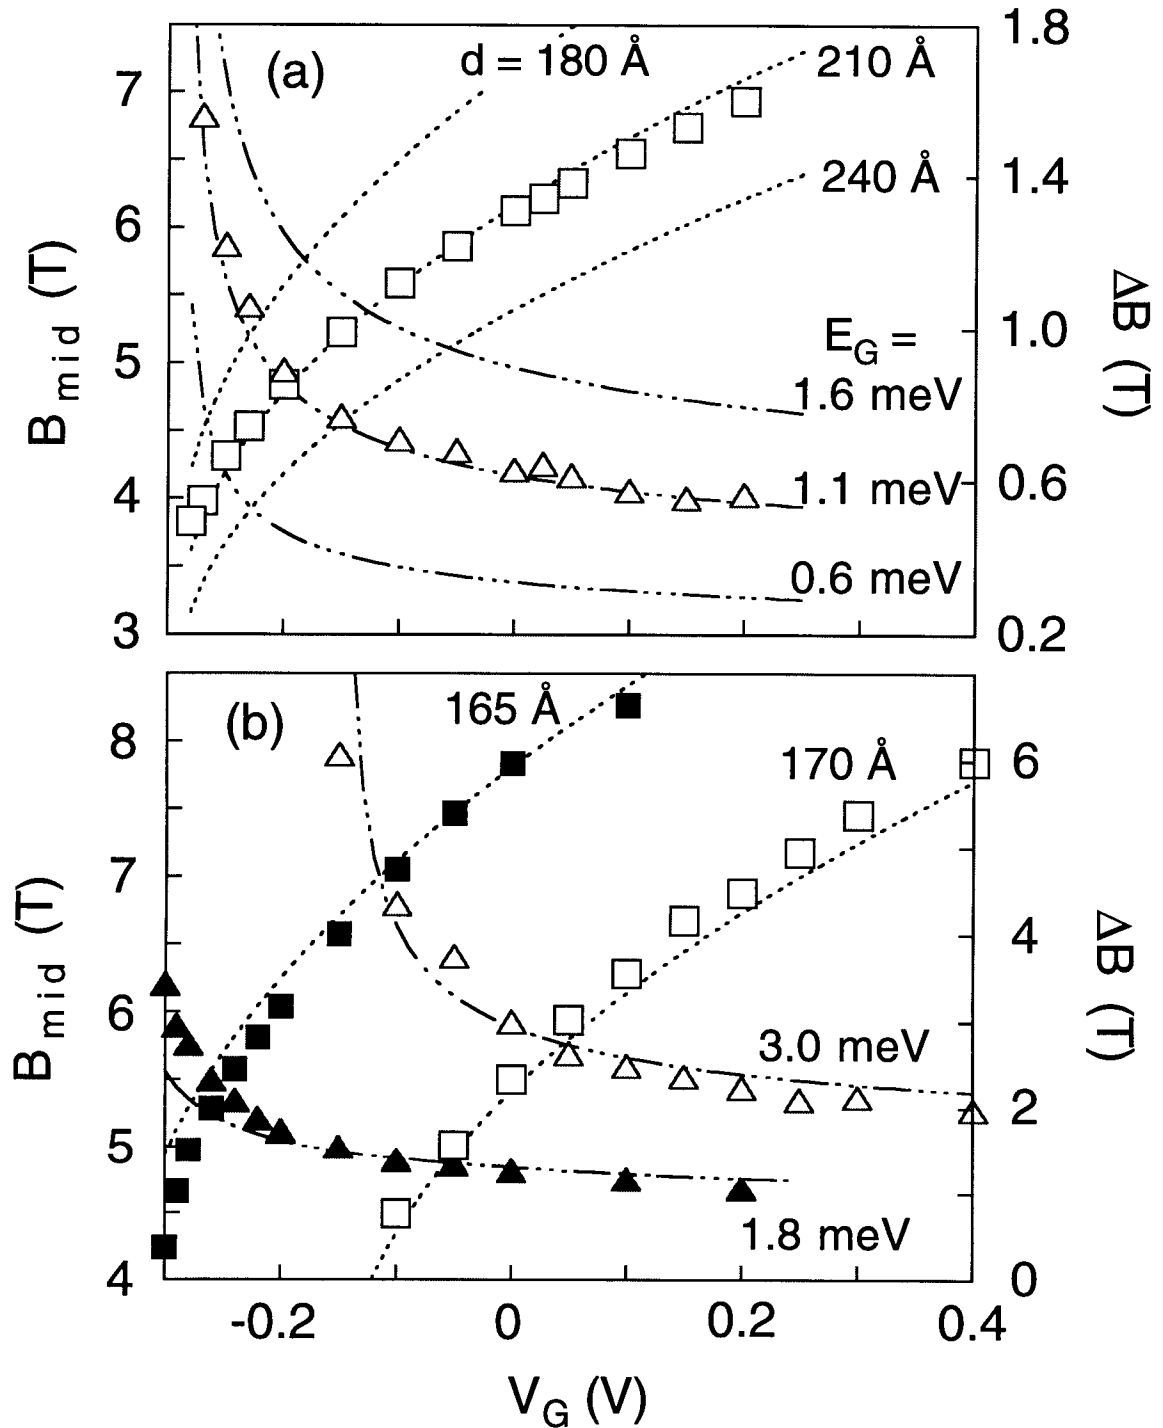 (a)
d = 180 Å
210 Å
240 Å
E_G =
1.6 meV
1.1 meV
0.6 meV
7
6
5
4
3
B_mid (T)
1.8
1.4
1.0
0.6
0.2
ΔB (T)
(b)
165 Å
170 Å
3.0 meV
1.8 meV
8
7
6
5
4
B_mid (T)
6
4
2
0
ΔB (T)
-0.2
0
0.2
0.4
V_G (V)